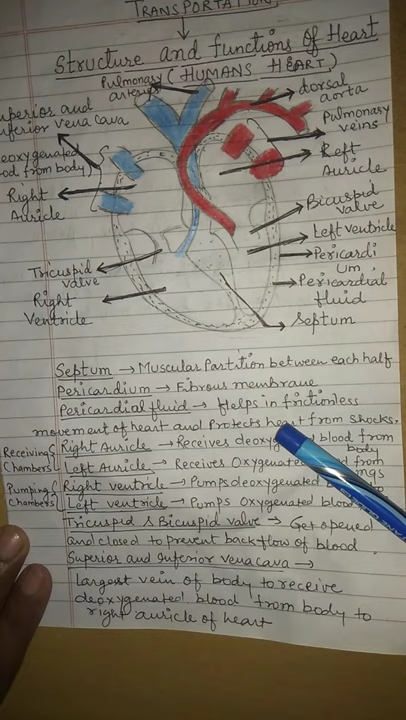 TRANSPORTATION
Structure and functions of Heart
(HUMANS HEART)
Pulmonary
arteries
dorsal
aorta
Superior and
inferior vena cava
(Deoxygenated
blood from body)
Pulmonary
veins
Left
Auricle
Right
Auricle
Bicuspid
valve
Left ventricle
Pericardi
um
Tricuspid
valve
Pericardial
fluid
Right
Ventricle
Septum
Septum → Muscular Partition between each half
Pericardium → Fibrous membrane
Pericardial fluid → Helps in frictionless
movement of heart and Protects heart from shocks.
Receiving Chambers
Right Auricle → Receives blood from
body
Left Auricle → Receives Oxygenated from
Pumping Chambers
Right ventricle → Pumps deoxygenated
Left ventricle → Pumps Oxygenated blood
Tricuspid & Bicuspid valve → Get opened
and closed to prevent backflow of blood
Superior and Inferior vena cava →
Largest vein of body to receive
deoxygenated blood from body to
right auricle of heart